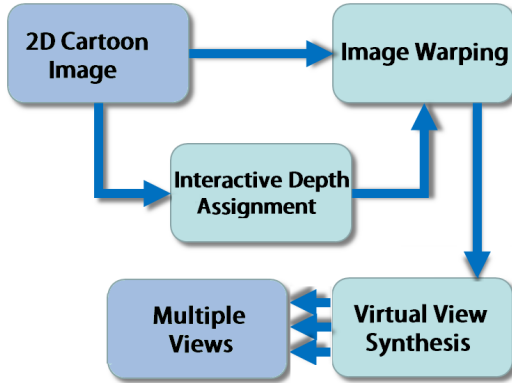 2D Cartoon
Image
Image Warping
Interactive Depth
Assignment
Multiple
Views
Virtual View
Synthesis